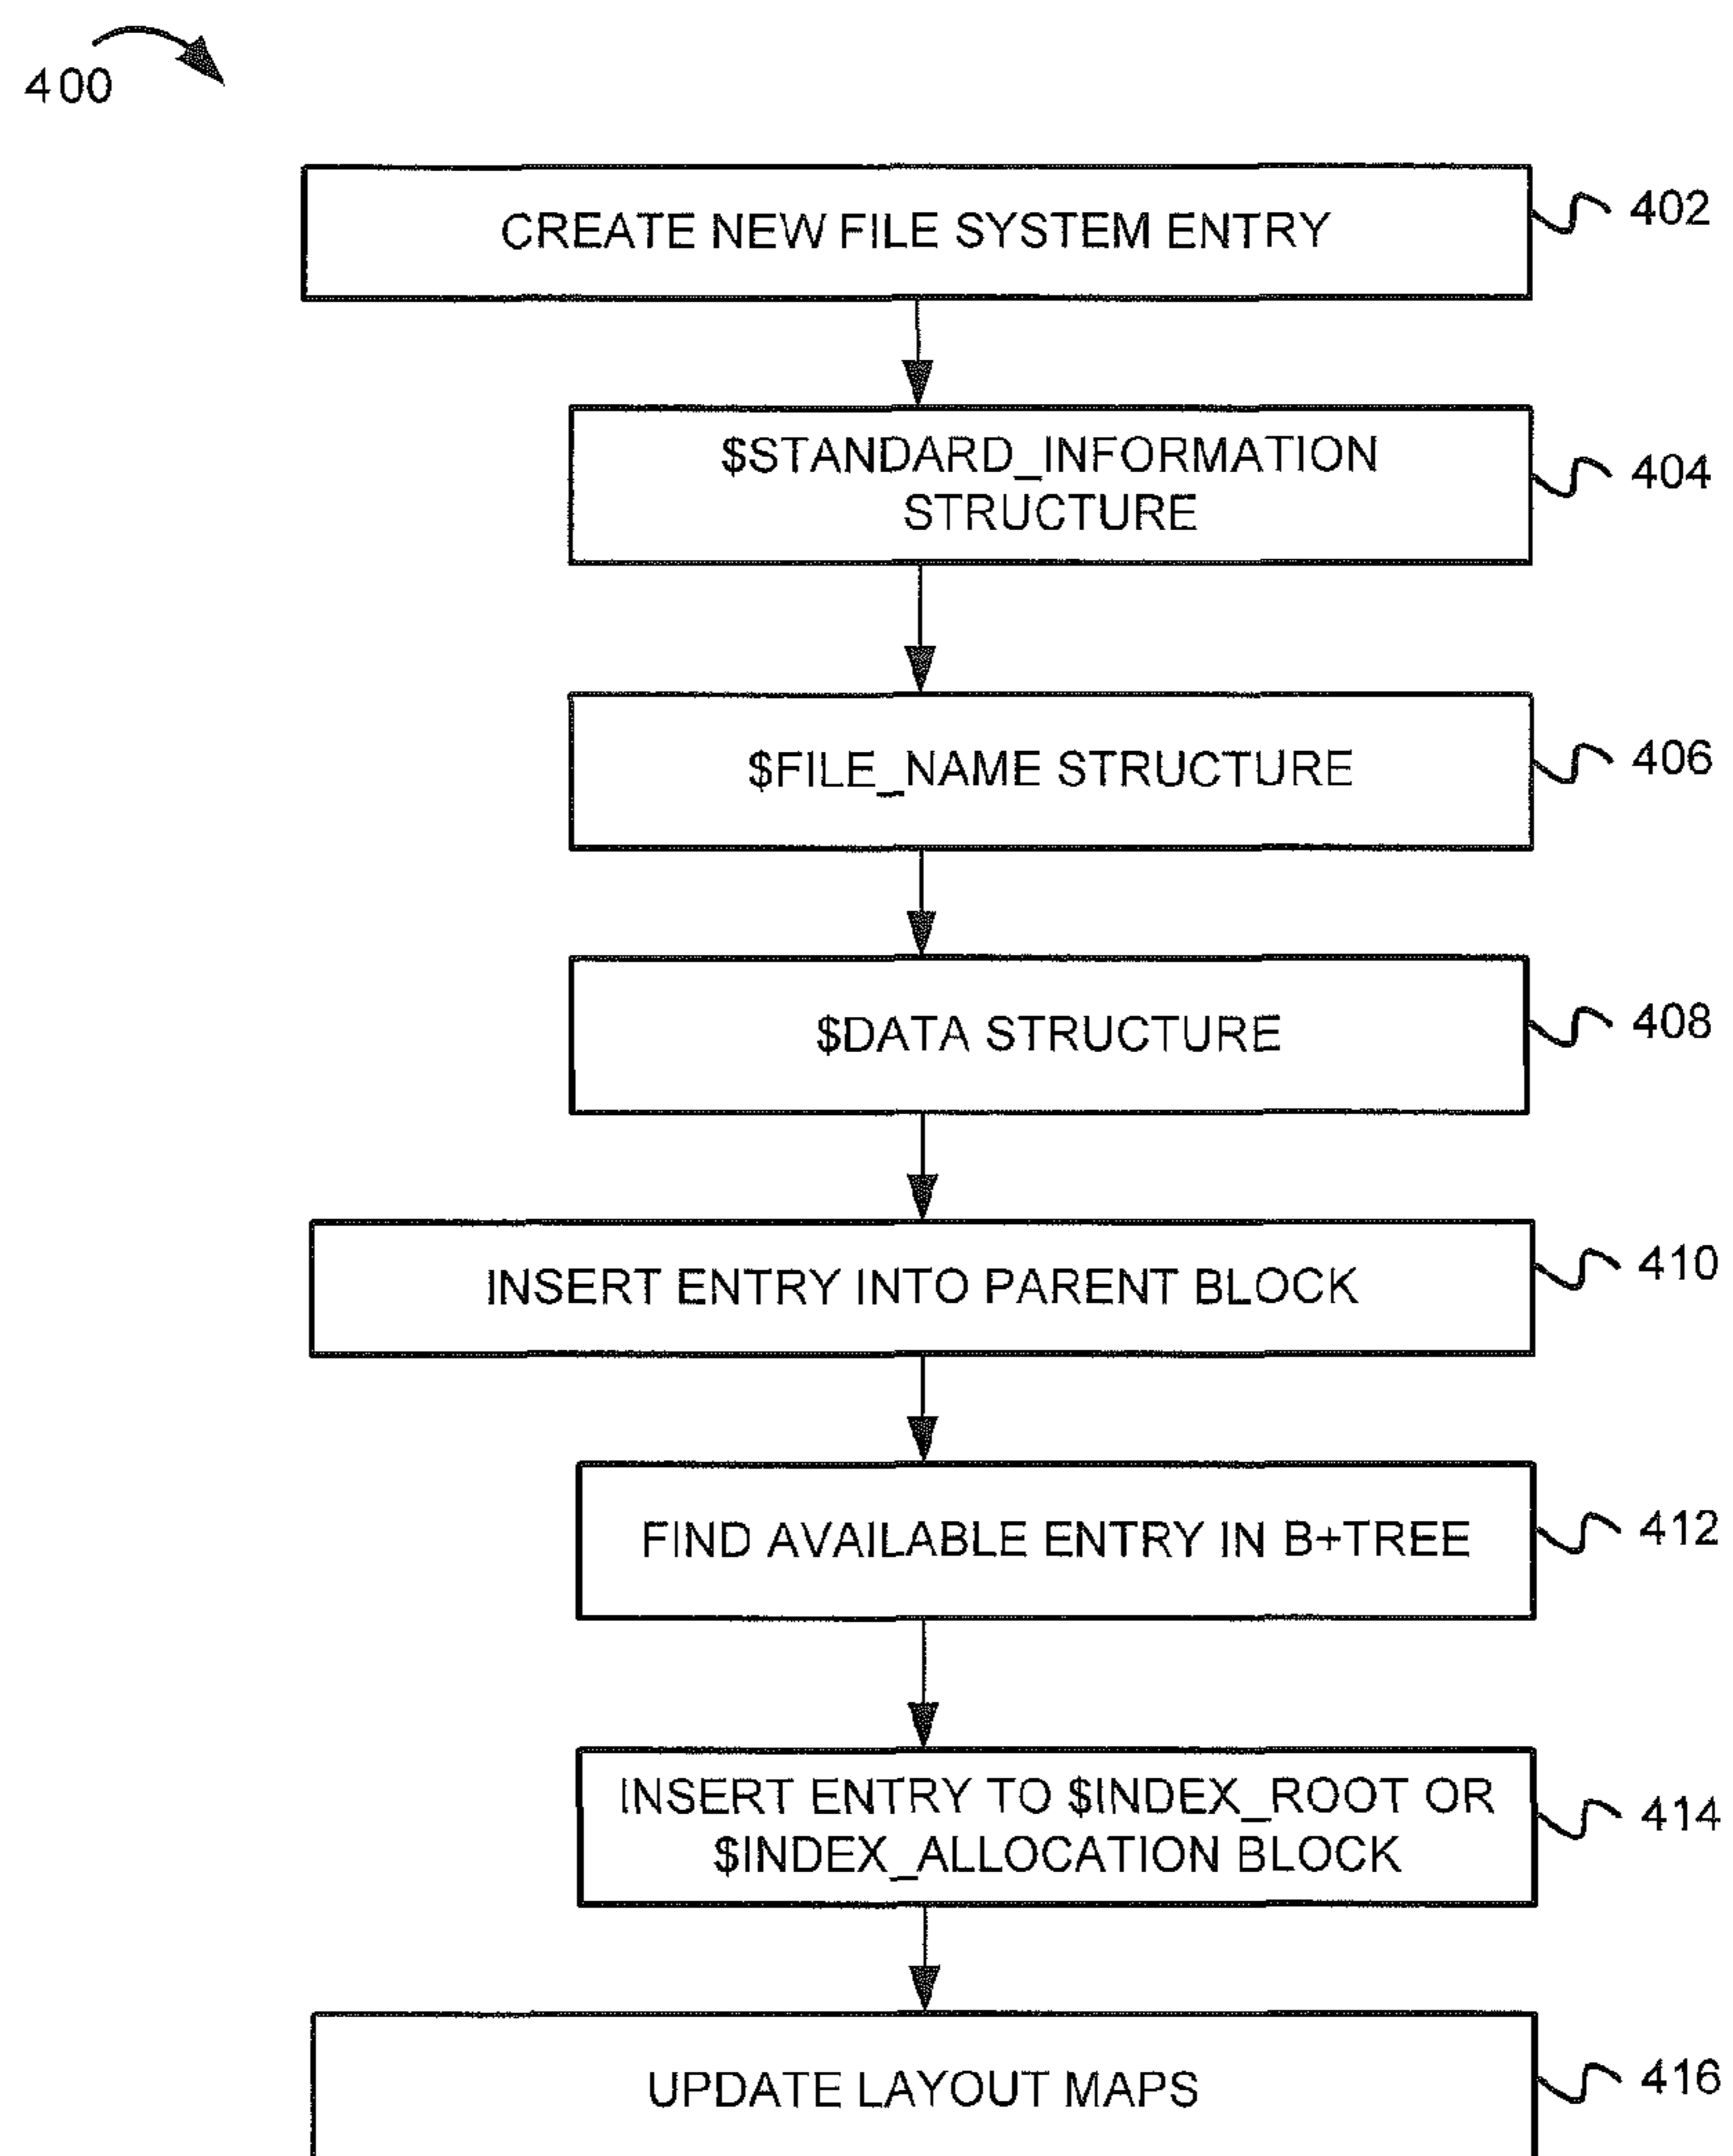 400
CREATE NEW FILE SYSTEM ENTRY
402
$STANDARD_INFORMATION
STRUCTURE
404
$FILE_NAME STRUCTURE
406
$DATA STRUCTURE
408
INSERT ENTRY INTO PARENT BLOCK
410
FIND AVAILABLE ENTRY IN B+TREE
412
INSERT ENTRY TO $INDEX_ROOT OR
$INDEX_ALLOCATION BLOCK
414
UPDATE LAYOUT MAPS
416